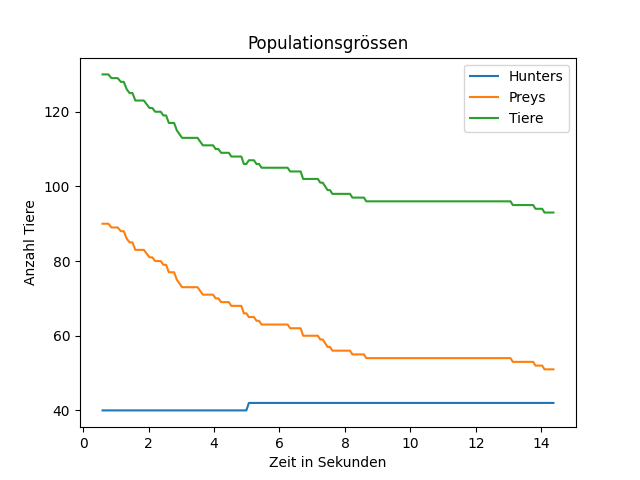 Populationsgrössen
Hunters
Preys
Tiere
Anzahl Tiere
120
100
80
60
40
0 2 4 6 8 10 12 14
Zeit in Sekunden